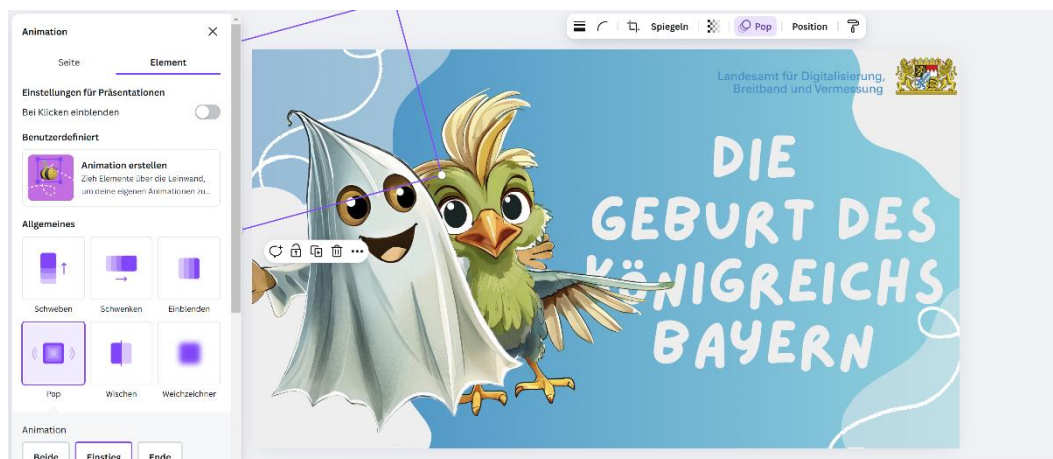 Animation
Seite Element
Einstellungen für Präsentationen
Bei Klicken einblenden
Benutzerdefiniert
Animation erstellen
Zieh Elemente über die Leinwand,
um deine eigenen Animationen zu...
Allgemeines
Schweben Schwenken Einblenden
Pop Wischen Weichzeichner
Animation
Beide Einstieg Ende
Spiegeln Pop Position
Landesamt für Digitalisierung,
Breitband und Vermessung
DIE
GEBURT DES
KÖNIGREICHS
BAYERN